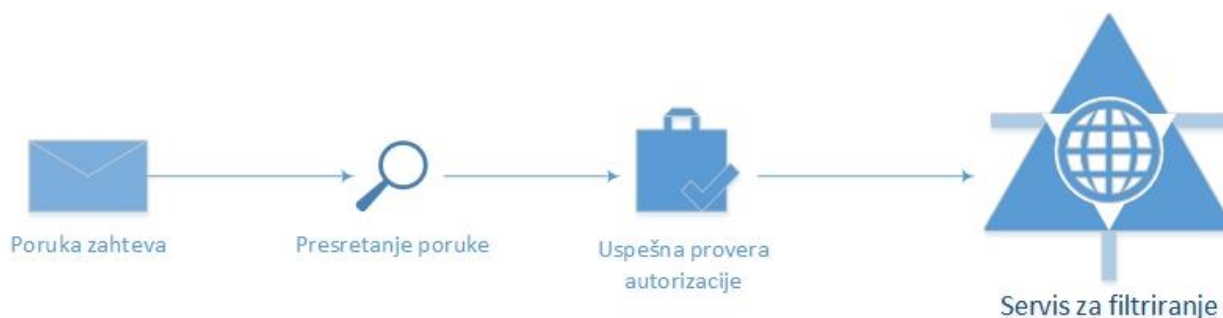 Poruka zahteva
Presretanje poruke
Uspešna provera
autorizacije
Servis za filtriranje